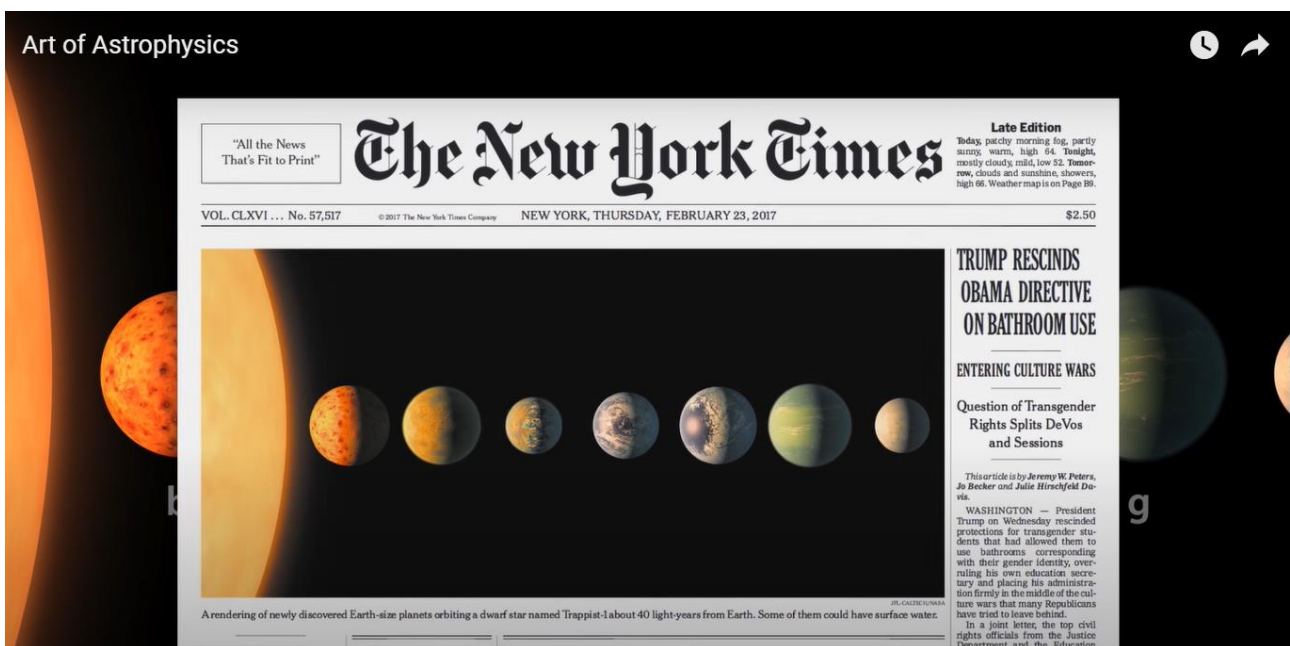 Art of Astrophysics
“All the News
That’s Fit to Print”
The New York Times
Late Edition
Today, patchy morning fog, partly
sunny, warm, high 64. Tonight,
mostly cloudy, mild, low 52. Tomor-
row, clouds and sunshine, showers,
high 66. Weather map is on Page B9.
VOL. CLXVI . . . No. 57,517
© 2017 The New York Times Company
NEW YORK, THURSDAY, FEBRUARY 23, 2017
$2.50
JPL-CALTECH/NASA
A rendering of newly discovered Earth-size planets orbiting a dwarf star named Trappist-1 about 40 light-years from Earth. Some of them could have surface water.
TRUMP RESCINDS
OBAMA DIRECTIVE
ON BATHROOM USE
ENTERING CULTURE WARS
Question of Transgender
Rights Splits DeVos
and Sessions
This article is by Jeremy W. Peters,
Jo Becker and Julie Hirschfeld Da-
vis.
WASHINGTON — President
Trump on Wednesday rescinded
protections for transgender stu-
dents that had allowed them to
use bathrooms corresponding
with their gender identity, over-
ruling his own education secre-
tary and placing his administra-
tion firmly in the middle of the cul-
ture wars that many Republicans
have tried to leave behind.
In a joint letter, the top civil
rights officials from the Justice
Department and the Education
b
g